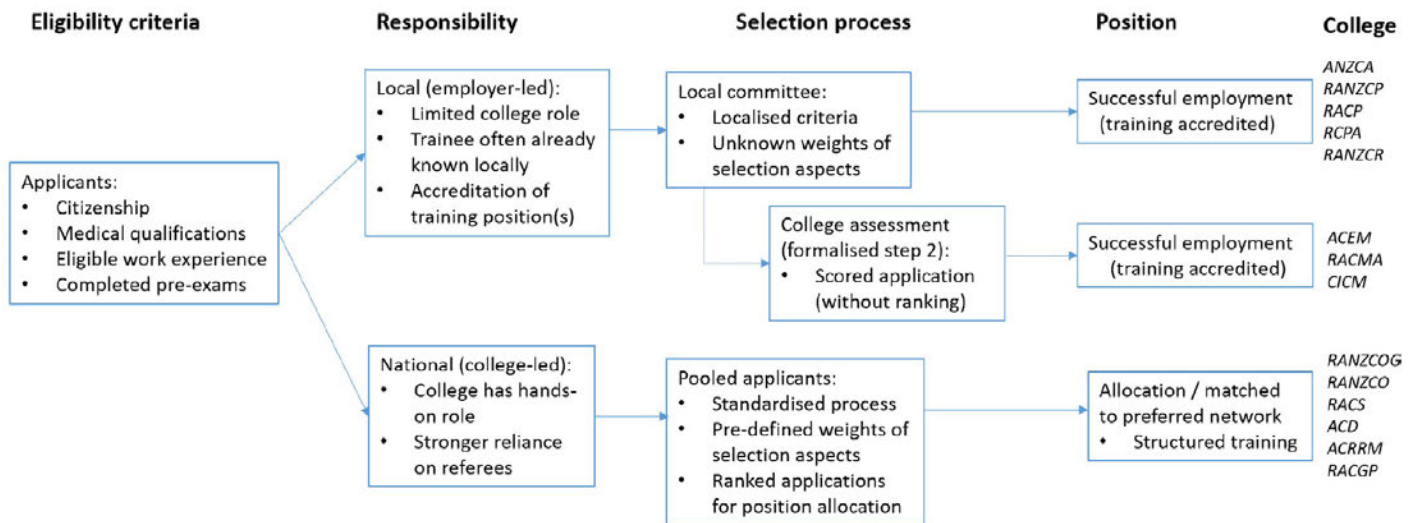 Eligibility criteria
Responsibility
Selection process
Position
College
Applicants:
• Citizenship
• Medical qualifications
• Eligible work experience
• Completed pre-exams
Local (employer-led):
• Limited college role
• Trainee often already
known locally
• Accreditation of
training position(s)
Local committee:
• Localised criteria
• Unknown weights of
selection aspects
Successful employment
(training accredited)
ANZCA
RANZCP
RACP
RCPA
RANZCR
College assessment
(formalised step 2):
• Scored application
(without ranking)
Successful employment
(training accredited)
ACEM
RACMA
CICM
National (college-led):
• College has hands-
on role
• Stronger reliance
on referees
Pooled applicants:
• Standardised process
• Pre-defined weights of
selection aspects
• Ranked applications
for position allocation
Allocation / matched
to preferred network
• Structured training
RANZCOG
RANZCO
RACS
ACD
ACRRM
RACGP